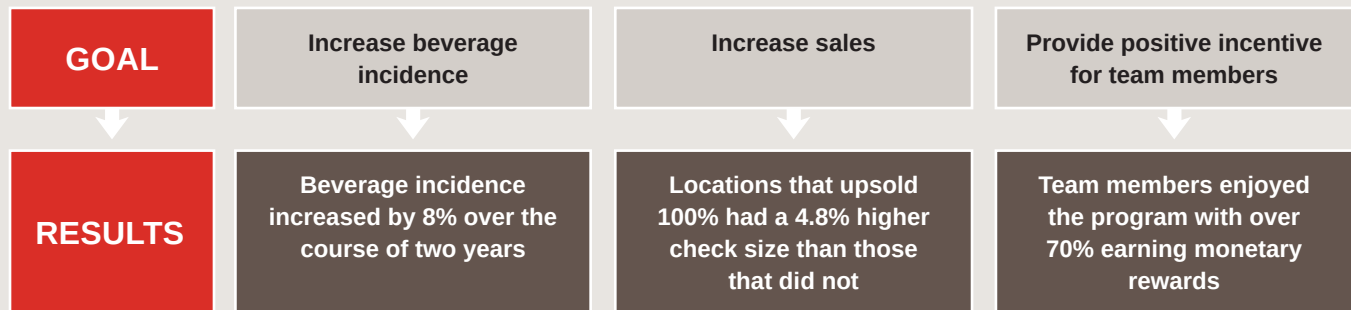 GOAL
Increase beverage
incidence
Increase sales
Provide positive incentive
for team members
RESULTS
Beverage incidence
increased by 8% over the
course of two years
Locations that upsold
100% had a 4.8% higher
check size than those
that did not
Team members enjoyed
the program with over
70% earning monetary
rewards